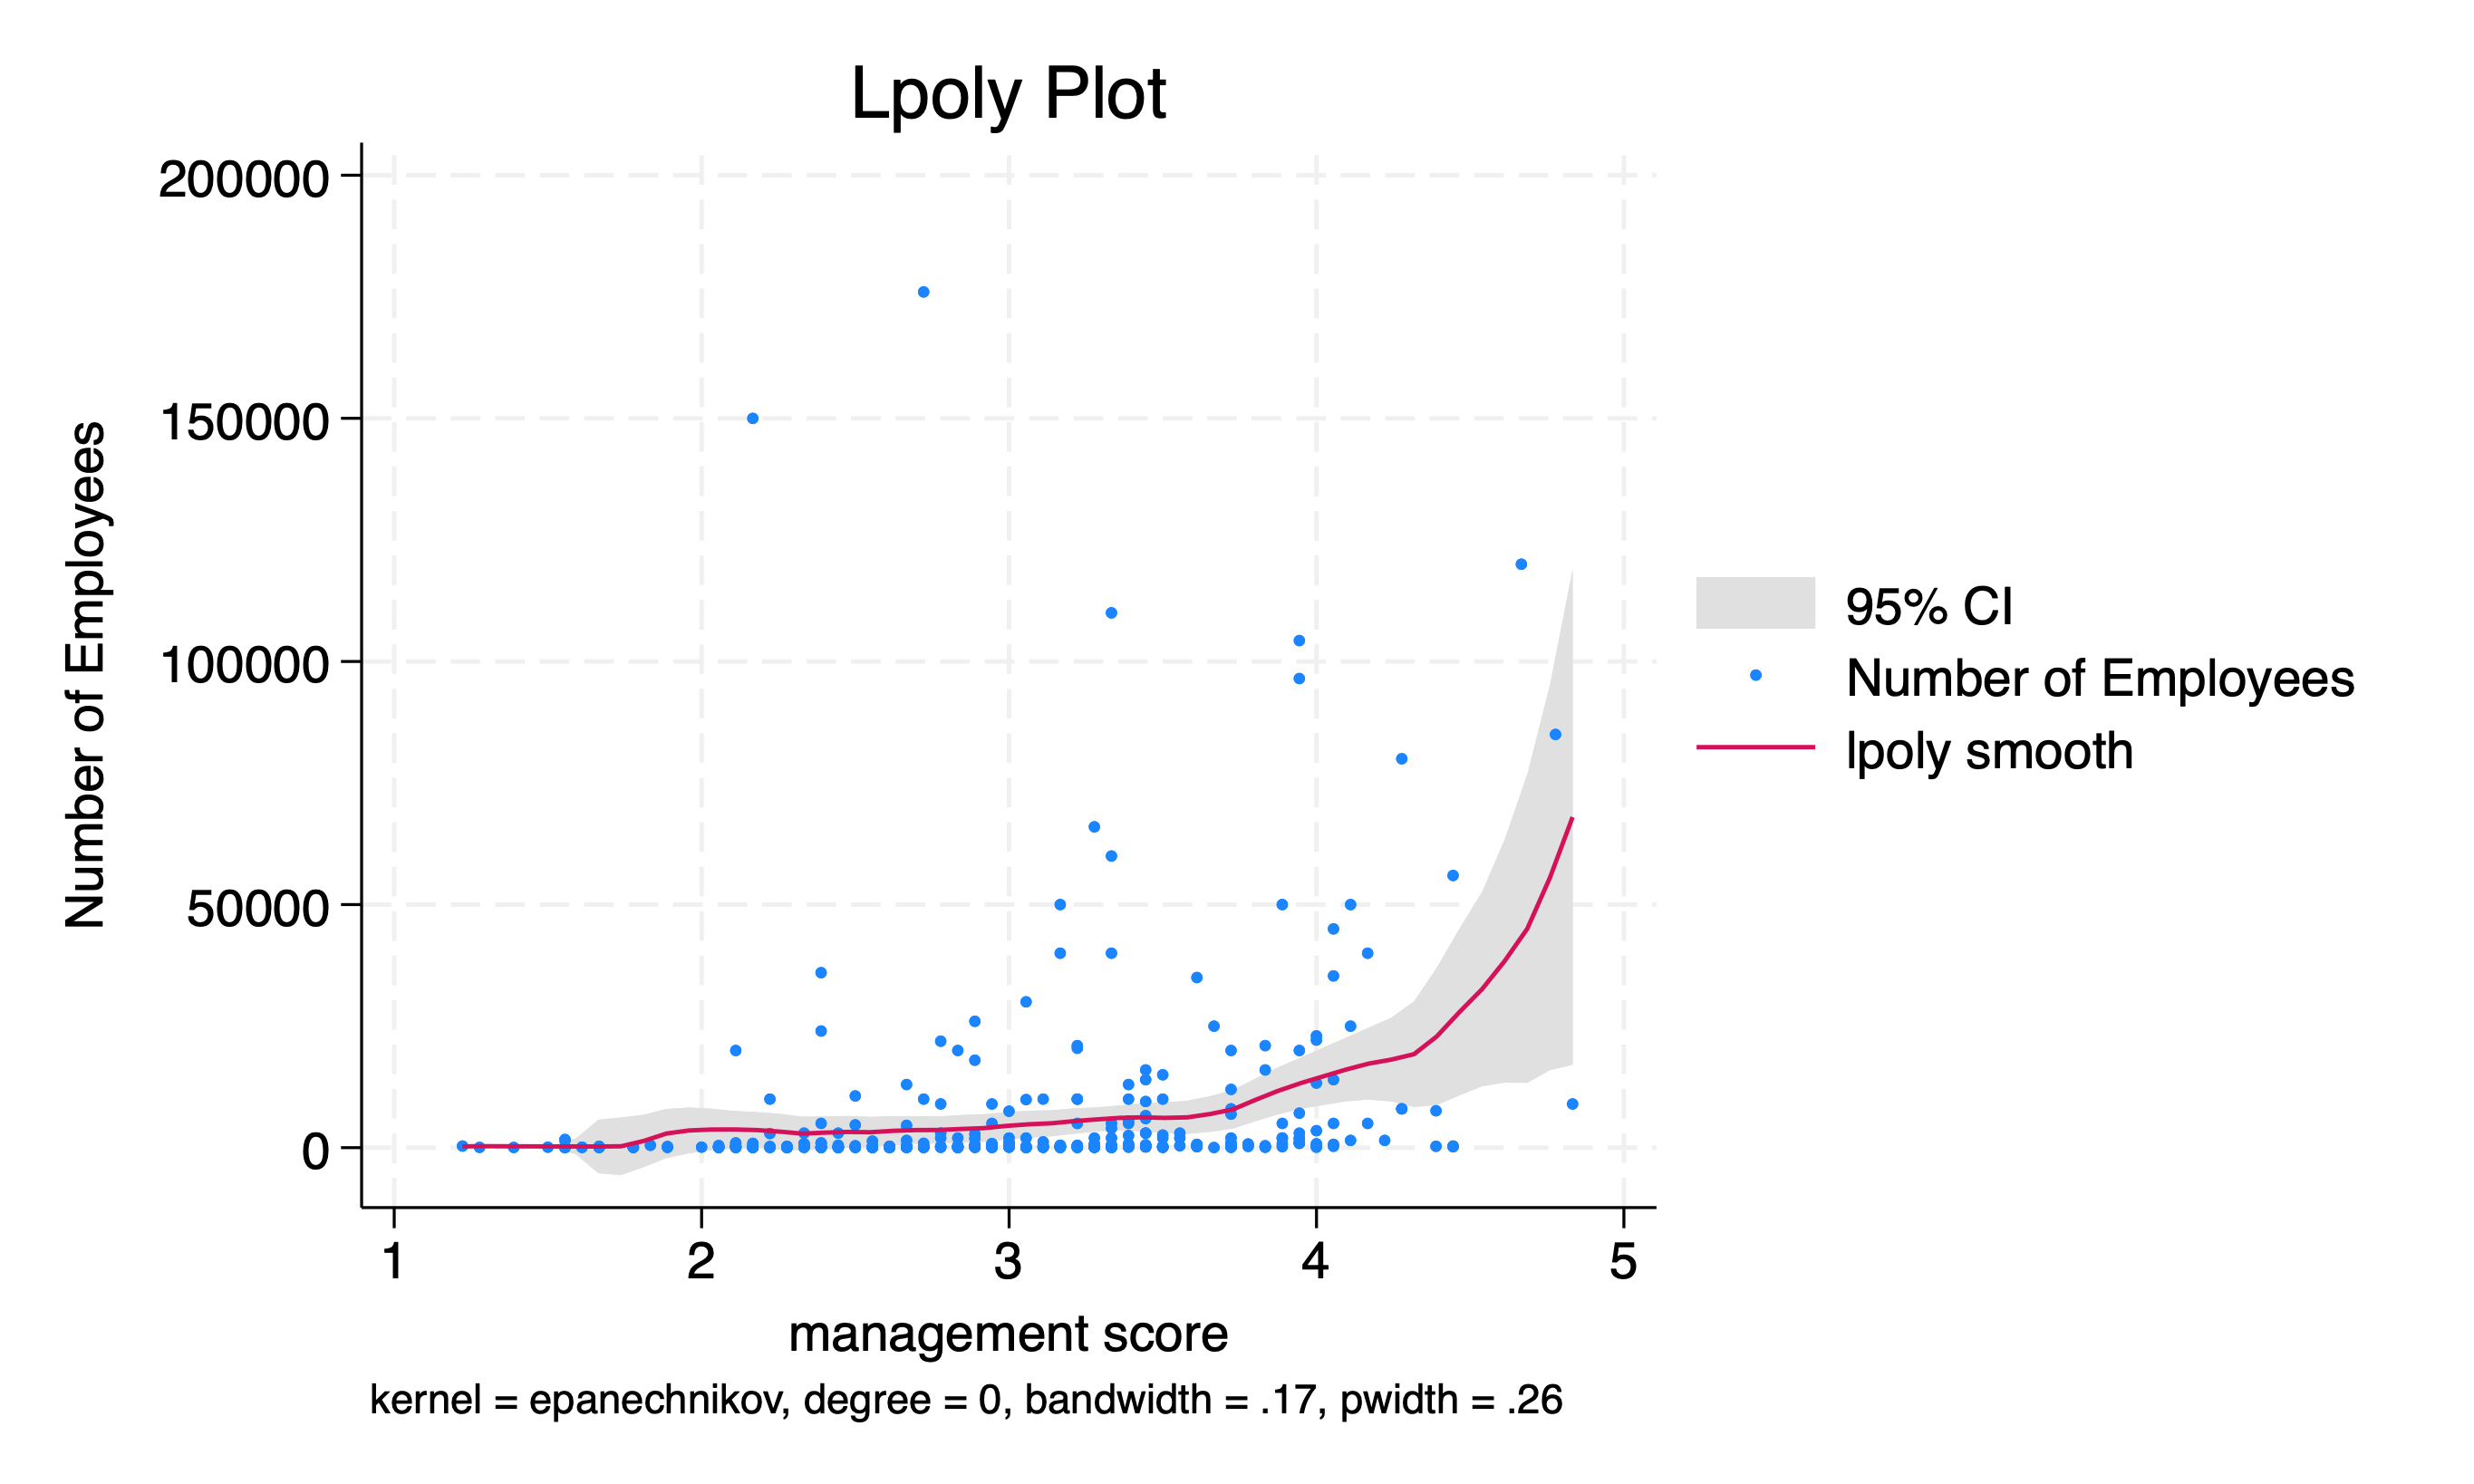 Lpoly Plot
200000
150000
100000
50000
0
Number of Employees
1 2 3 4 5
management score
kernel = epanechnikov, degree = 0, bandwidth = .17, pwidth = .26
95% CI
Number of Employees
lpoly smooth